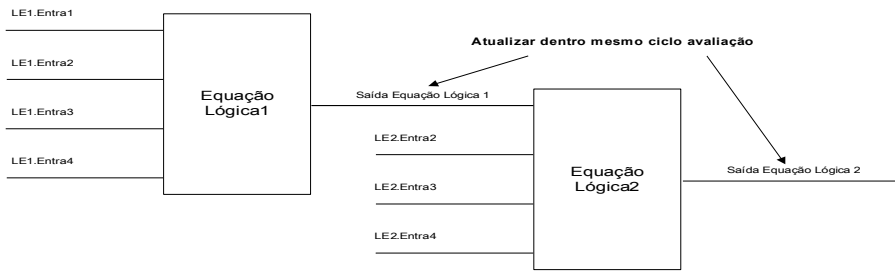 LE1.Entra1
LE1.Entra2
LE1.Entra3
LE1.Entra4
Equação
Lógica1
Atualizar dentro mesmo ciclo avaliação
Saída Equação Lógica 1
LE2.Entra2
LE2.Entra3
LE2.Entra4
Equação
Lógica2
Saída Equação Lógica 2